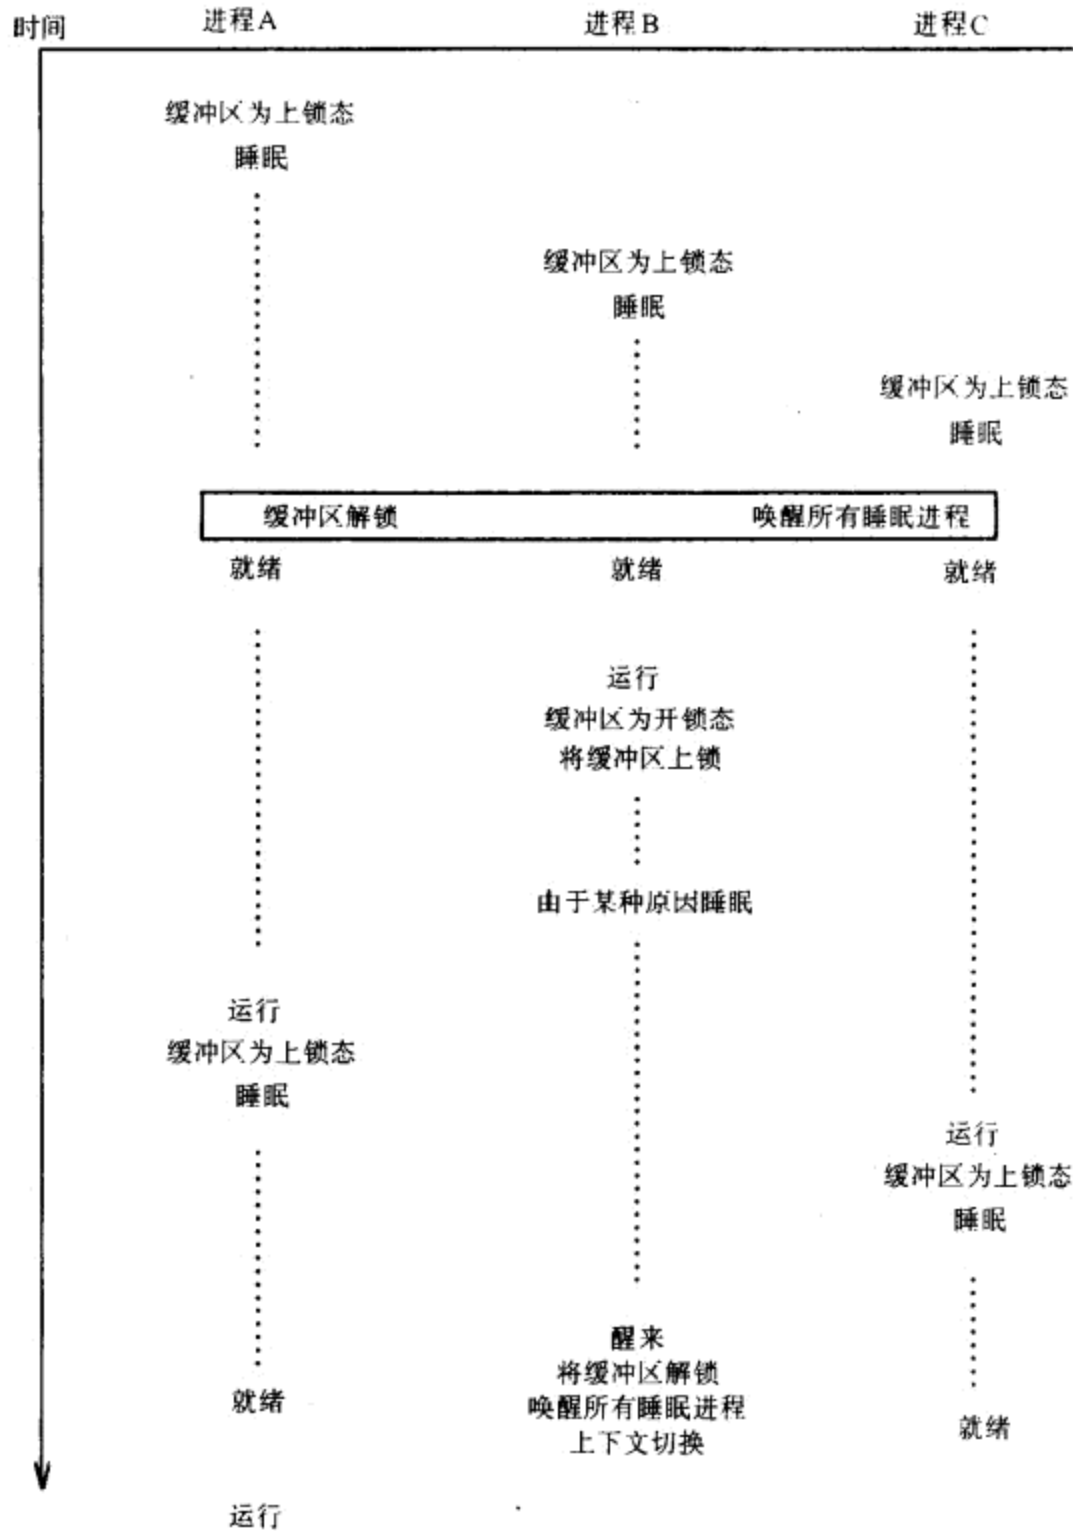 时间 进程A 进程B 进程C
缓冲区为上锁态
睡眠
缓冲区为上锁态
睡眠
缓冲区为上锁态
睡眠
缓冲区解锁 唤醒所有睡眠进程
就绪 就绪 就绪
运行
缓冲区为开锁态
将缓冲区上锁
由于某种原因睡眠
运行
缓冲区为上锁态
睡眠
运行
缓冲区为上锁态
睡眠
醒来
将缓冲区解锁
就绪 唤醒所有睡眠进程 就绪
上下文切换
运行